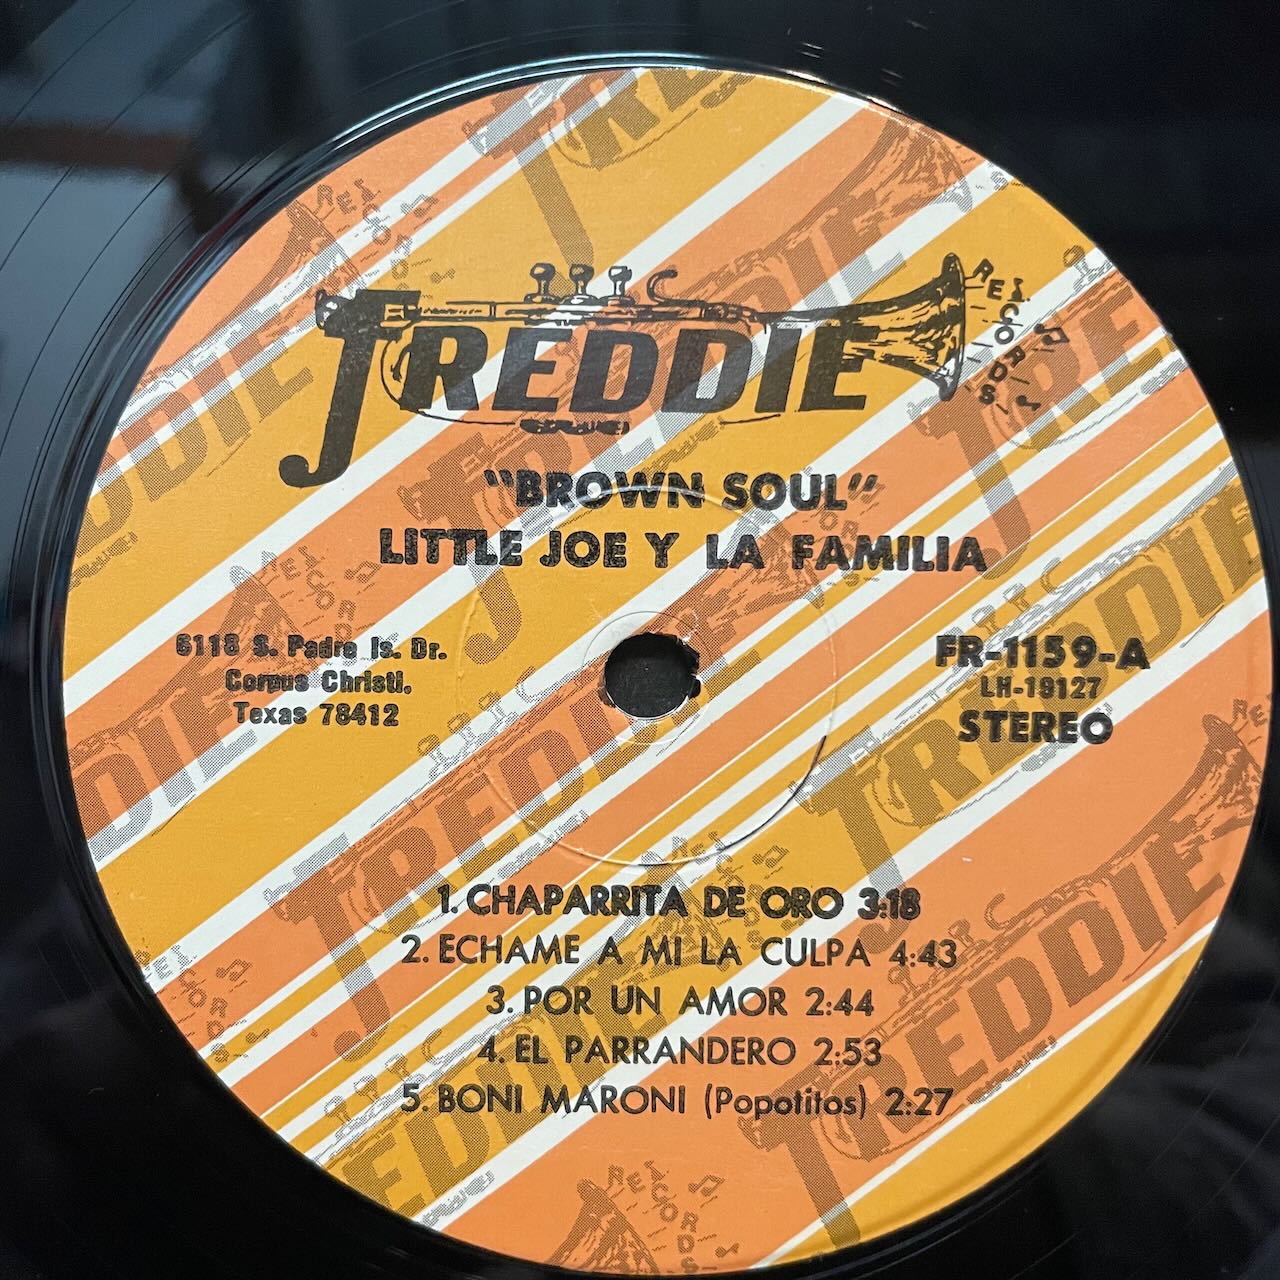 FREDDIE
RECORDS
"BROWN SOUL"
LITTLE JOE Y LA FAMILIA
6118 S. Padre Is. Dr.
Corpus Christi.
Texas 78412
FR-1159-A
LH-19127
STEREO
1. CHAPARRITA DE ORO 3:18
2. ECHAME A MI LA CULPA 4:43
3. POR UN AMOR 2:44
4. EL PARRANDERO 2:53
5. BONI MARONI (Popotitos) 2:27